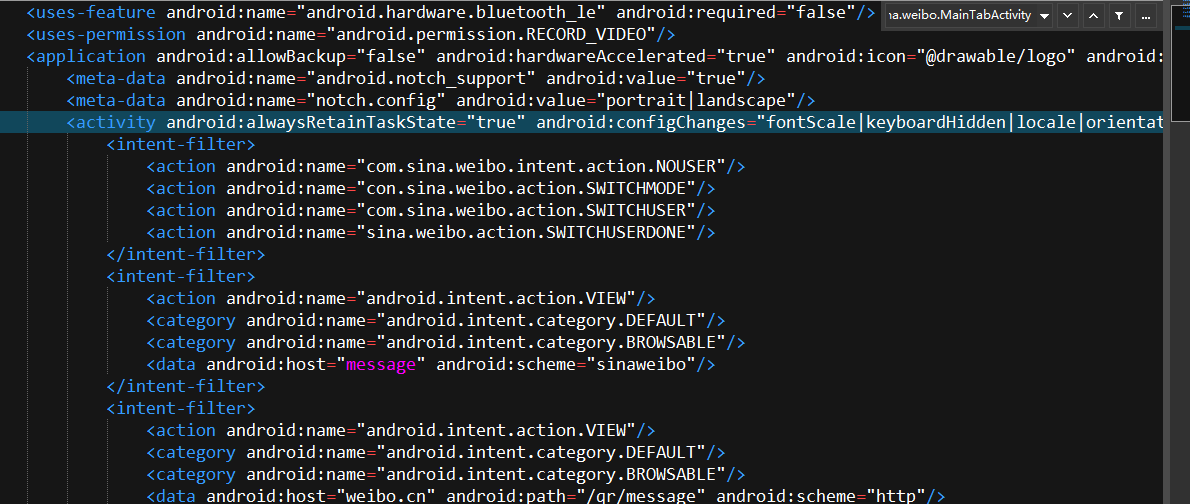 <uses-feature android:name="android.hardware.bluetooth_le" android:required="false"/>
na.weibo.MainTabActivity
<uses-permission android:name="android.permission.RECORD_VIDEO"/>
<application android:allowBackup="false" android:hardwareAccelerated="true" android:icon="@drawable/logo" android:
<meta-data android:name="android.notch_support" android:value="true"/>
<meta-data android:name="notch.config" android:value="portrait|landscape"/>
<activity android:alwaysRetainTaskState="true" android:configChanges="fontScale|keyboardHidden|locale|orientat
<intent-filter>
<action android:name="com.sina.weibo.intent.action.NOUSER"/>
<action android:name="con.sina.weibo.action.SWITCHMODE"/>
<action android:name="com.sina.weibo.action.SWITCHUSER"/>
<action android:name="sina.weibo.action.SWITCHUSERDONE"/>
</intent-filter>
<intent-filter>
<action android:name="android.intent.action.VIEW"/>
<category android:name="android.intent.category.DEFAULT"/>
<category android:name="android.intent.category.BROWSABLE"/>
<data android:host="message" android:scheme="sinaweibo"/>
</intent-filter>
<intent-filter>
<action android:name="android.intent.action.VIEW"/>
<category android:name="android.intent.category.DEFAULT"/>
<category android:name="android.intent.category.BROWSABLE"/>
<data android:host="weibo.cn" android:path="/qr/message" android:scheme="http"/>